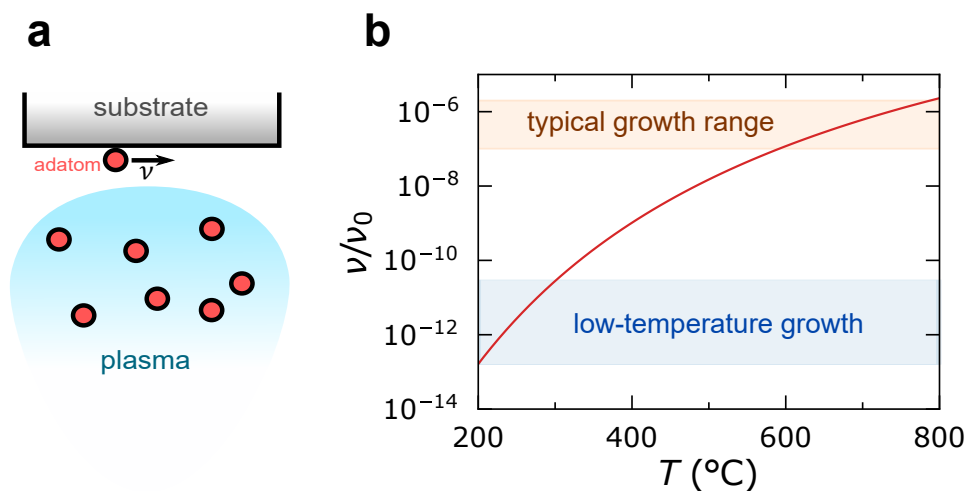 a
substrate
adatom
ν
plasma
b
10⁻⁶
10⁻⁸
10⁻¹⁰
10⁻¹²
10⁻¹⁴
ν/ν₀
typical growth range
low-temperature growth
200
400
600
800
T (°C)